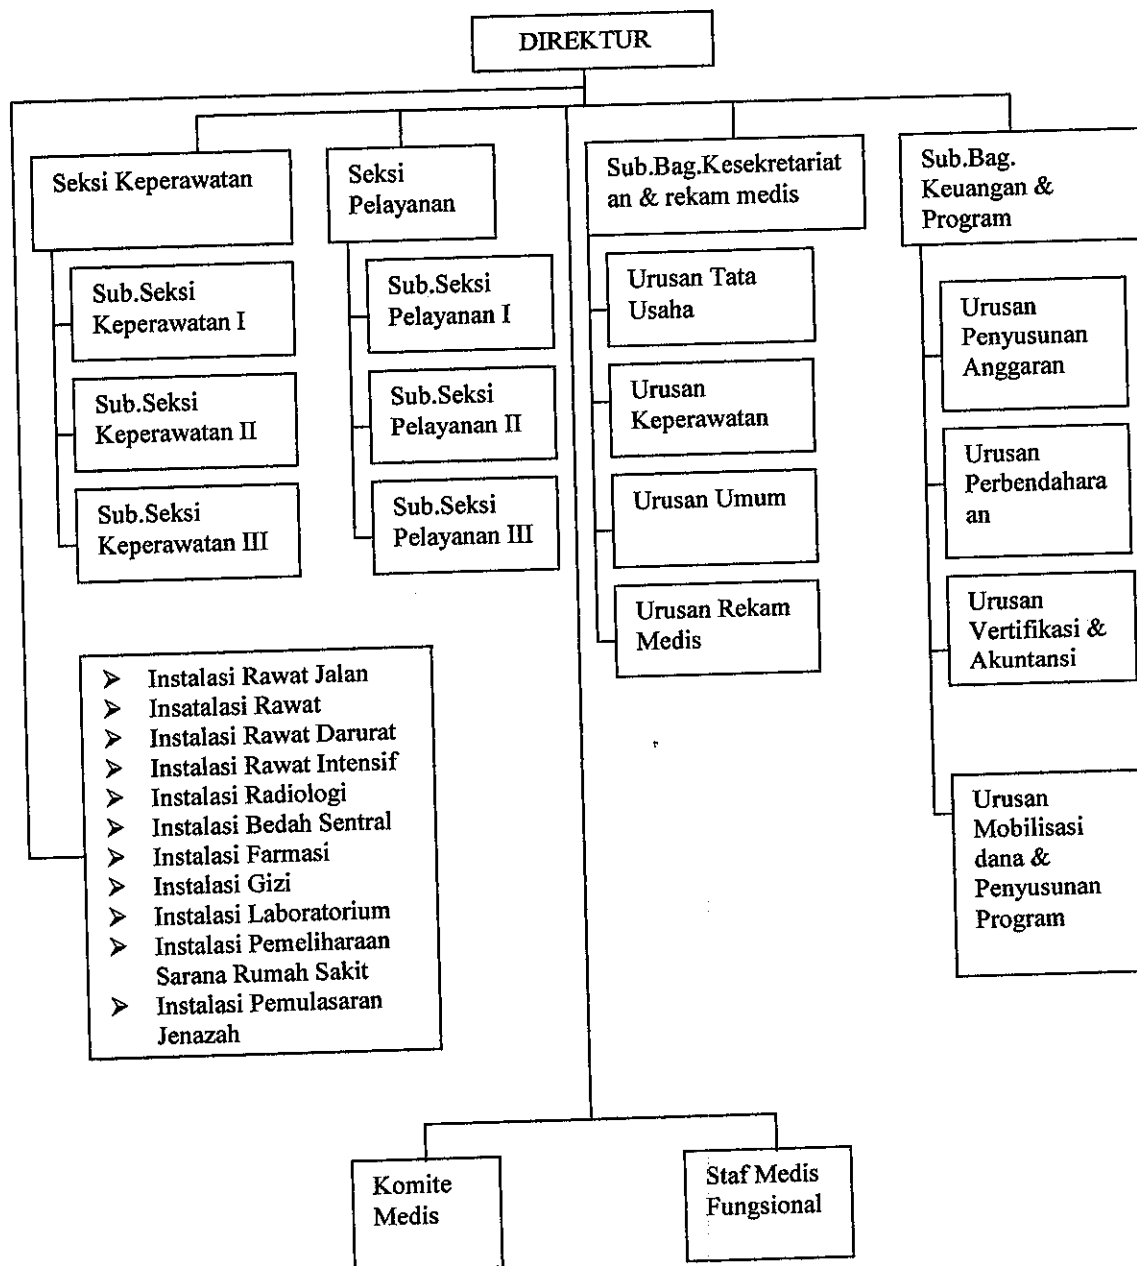 DIREKTUR
Seksi Keperawatan
Sub.Seksi
Keperawatan I
Sub.Seksi
Keperawatan II
Sub.Seksi
Keperawatan III
Seksi
Pelayanan
Sub.Seksi
Pelayanan I
Sub.Seksi
Pelayanan II
Sub.Seksi
Pelayanan III
Sub.Bag.Kesekretariat
an & rekam medis
Urusan Tata
Usaha
Urusan
Keperawatan
Urusan Umum
Urusan Rekam
Medis
Sub.Bag.
Keuangan &
Program
Urusan
Penyusunan
Anggaran
Urusan
Perbendahara
an
Urusan
Vertifikasi &
Akuntansi
Urusan
Mobilisasi
dana &
Penyusunan
Program
➢ Instalasi Rawat Jalan
➢ Insatalasi Rawat
➢ Instalasi Rawat Darurat
➢ Instalasi Rawat Intensif
➢ Instalasi Radiologi
➢ Instalasi Bedah Sentral
➢ Instalasi Farmasi
➢ Instalasi Gizi
➢ Instalasi Laboratorium
➢ Instalasi Pemeliharaan
Sarana Rumah Sakit
➢ Instalasi Pemulasaran
Jenazah
Komite
Medis
Staf Medis
Fungsional